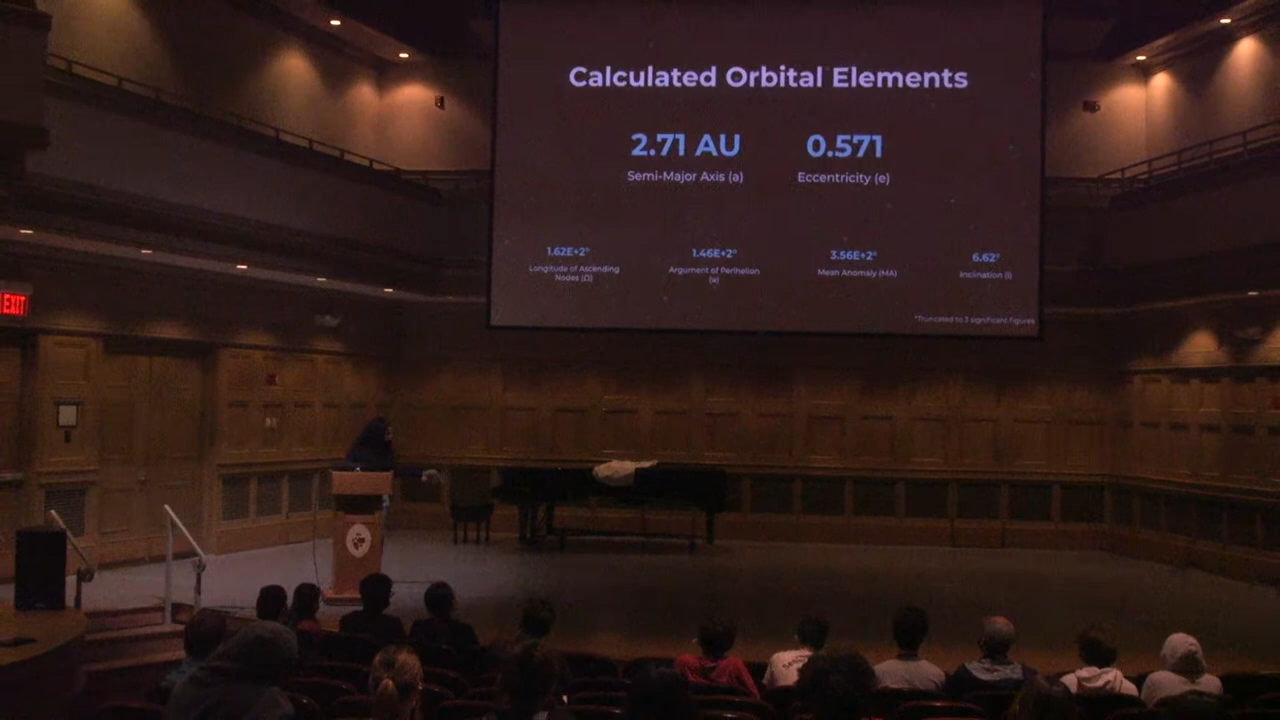 Calculated Orbital Elements
2.71 AU
Semi-Major Axis (a)
0.571
Eccentricity (e)
1.62E+2°
Longitude of Ascending
Nodes (Ω)
1.46E+2°
Argument of Perihelion
(ω)
3.56E+2°
Mean Anomaly (MA)
6.62°
Inclination (i)
*Truncated to 3 significant figures
EXIT